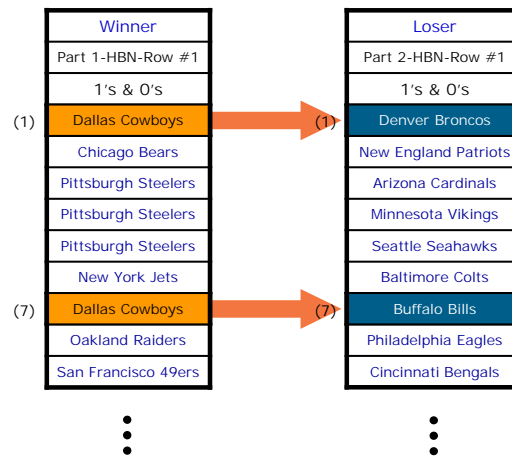 Winner
Part 1-HBN-Row #1
1's & 0's
(1) Dallas Cowboys
Chicago Bears
Pittsburgh Steelers
Pittsburgh Steelers
Pittsburgh Steelers
New York Jets
(7) Dallas Cowboys
Oakland Raiders
San Francisco 49ers
Loser
Part 2-HBN-Row #1
1's & 0's
(1) Denver Broncos
New England Patriots
Arizona Cardinals
Minnesota Vikings
Seattle Seahawks
Baltimore Colts
(7) Buffalo Bills
Philadelphia Eagles
Cincinnati Bengals